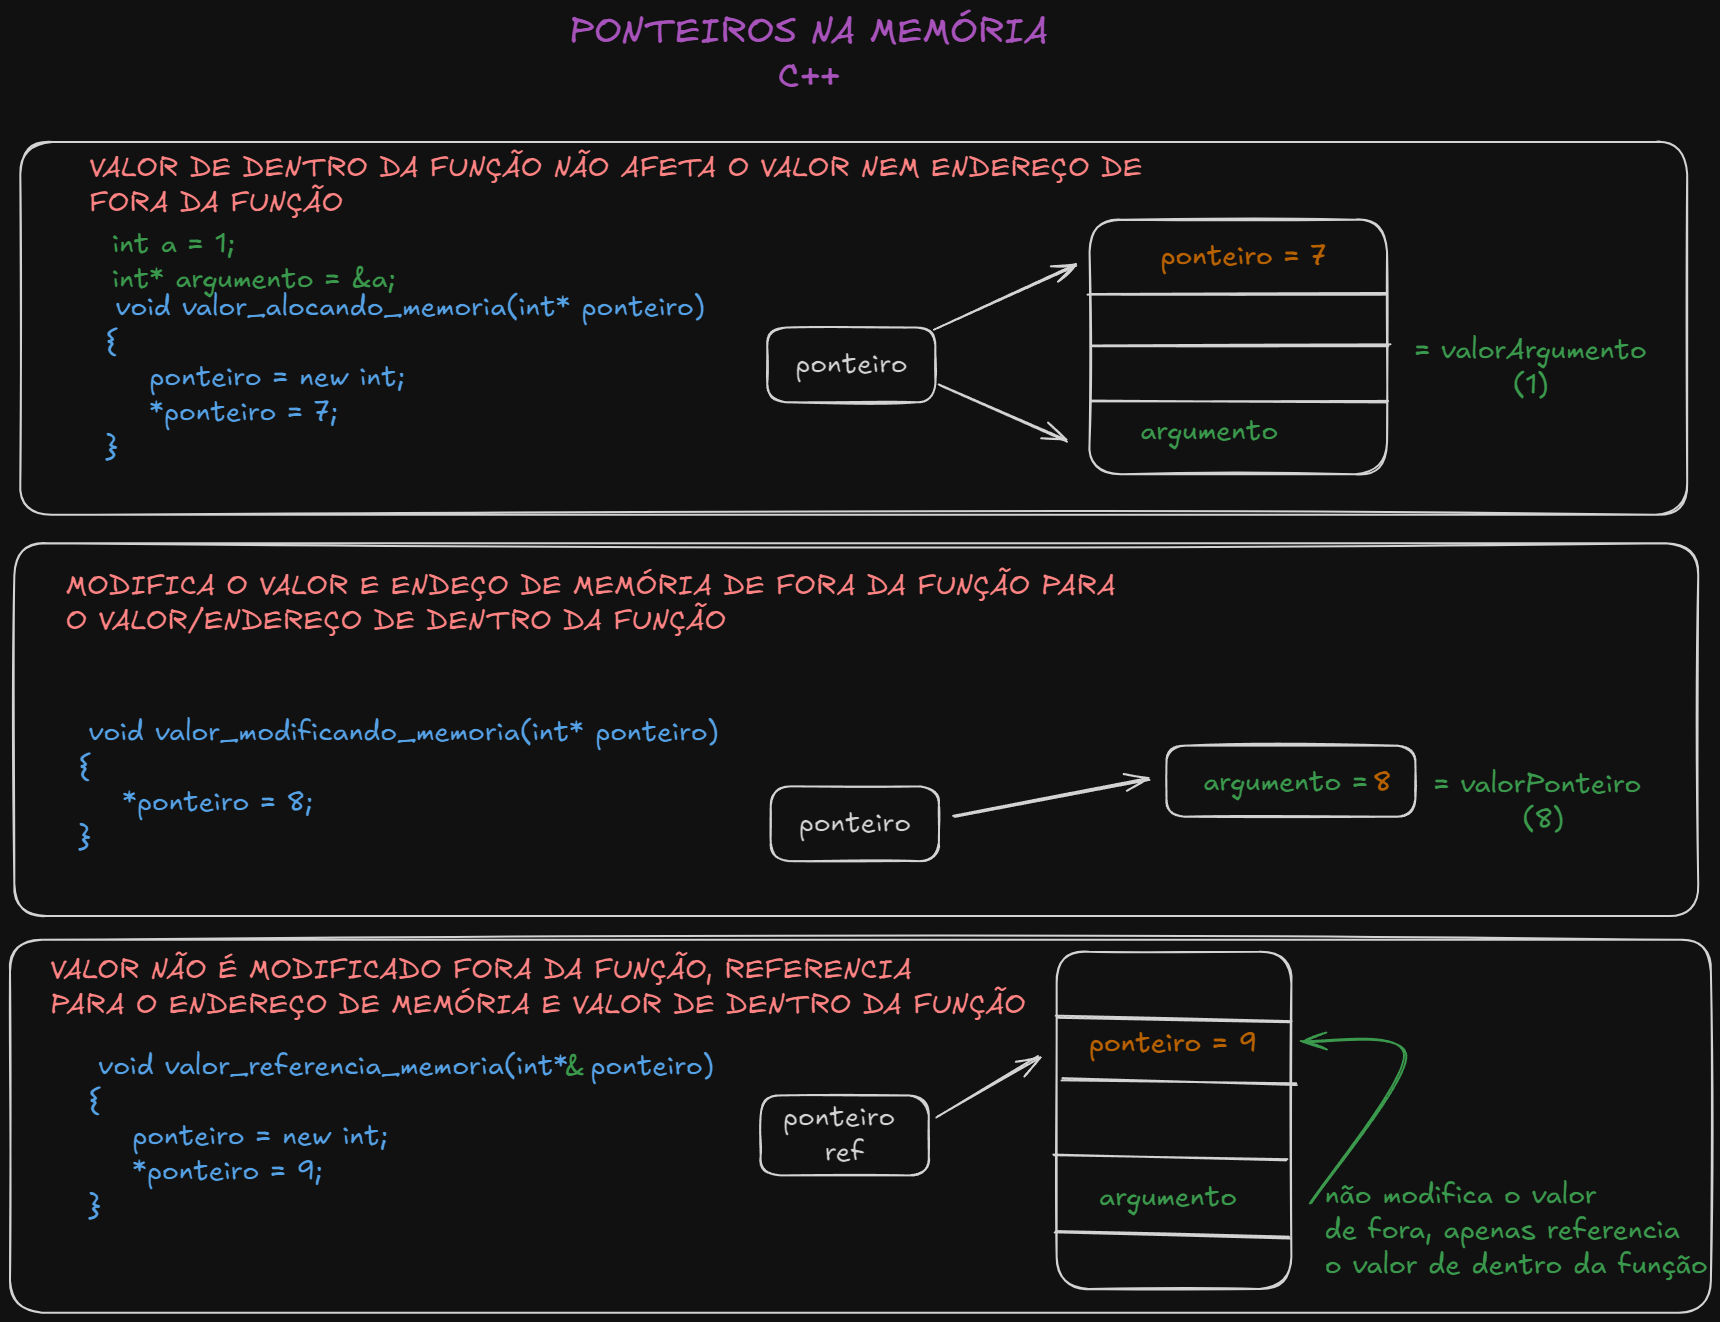 PONTEIROS NA MEMÓRIA
C++
VALOR DE DENTRO DA FUNÇÃO NÃO AFETA O VALOR NEM ENDEREÇO DE
FORA DA FUNÇÃO
int a = 1;
int* argumento = &a;
void valor_alocando_memoria(int* ponteiro)
{
ponteiro = new int;
*ponteiro = 7;
}
ponteiro
ponteiro = 7
argumento
= valorArgumento
(1)
MODIFICA O VALOR E ENDEÇO DE MEMÓRIA DE FORA DA FUNÇÃO PARA
O VALOR/ENDEREÇO DE DENTRO DA FUNÇÃO
void valor_modificando_memoria(int* ponteiro)
{
*ponteiro = 8;
}
ponteiro
argumento = 8
= valorPonteiro
(8)
VALOR NÃO É MODIFICADO FORA DA FUNÇÃO, REFERENCIA
PARA O ENDEREÇO DE MEMÓRIA E VALOR DE DENTRO DA FUNÇÃO
void valor_referencia_memoria(int*& ponteiro)
{
ponteiro = new int;
*ponteiro = 9;
}
ponteiro
ref
ponteiro = 9
argumento
não modifica o valor
de fora, apenas referencia
o valor de dentro da função